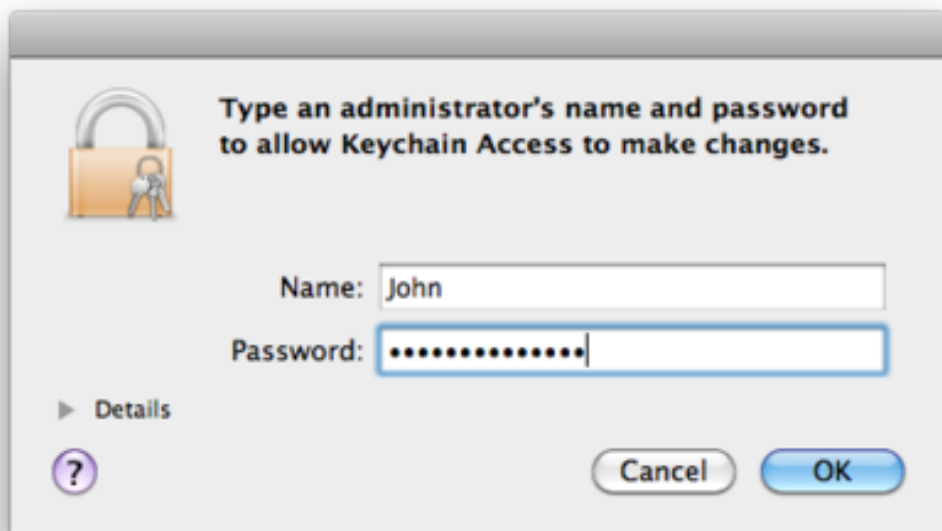 Type an administrator's name and password
to allow Keychain Access to make changes.
Name: John
Password: ••••••••••••••
Details
? Cancel OK